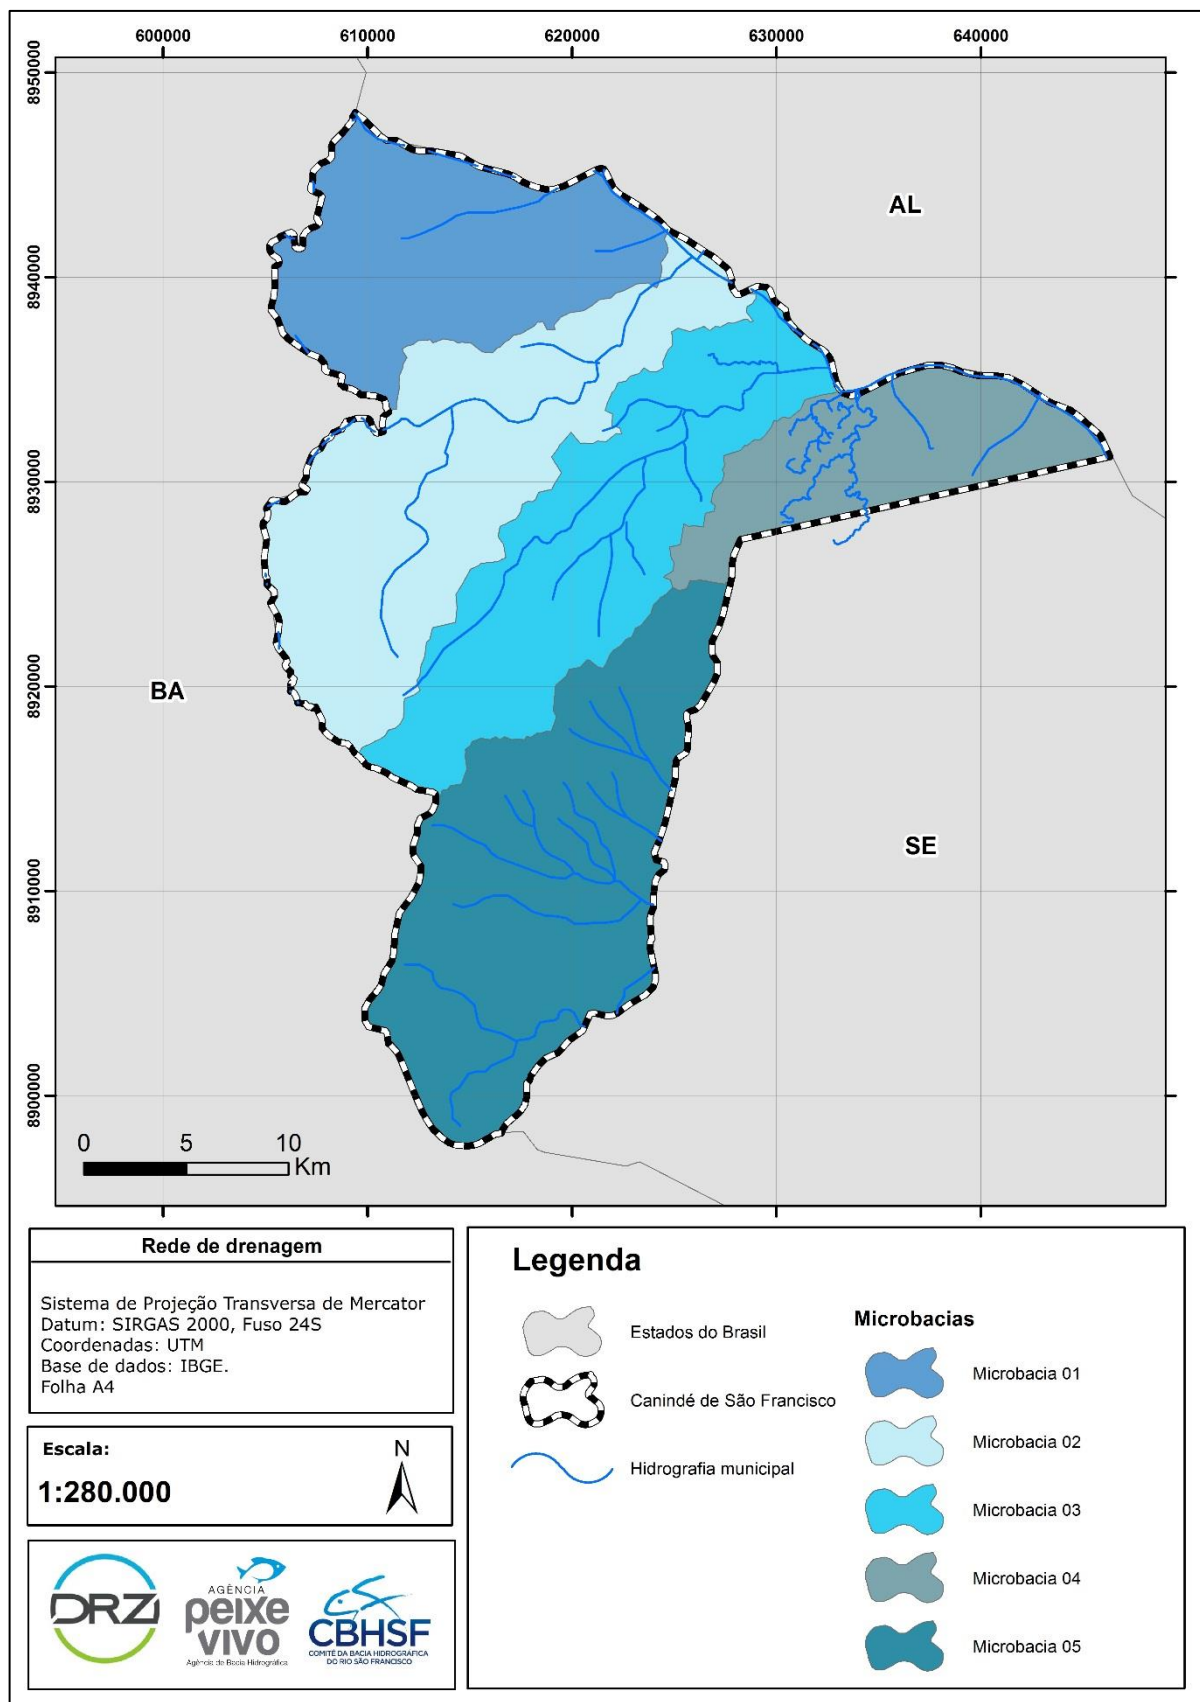 600000 610000 620000 630000 640000
8950000
8940000
8930000
8920000
8910000
8900000
AL
BA
SE
0 5 10
Km
Rede de drenagem
Sistema de Projeção Transversa de Mercator
Datum: SIRGAS 2000, Fuso 24S
Coordenadas: UTM
Base de dados: IBGE.
Folha A4
Escala:
1:280.000
N
DRZ
AGÊNCIA
peixe
vivo
Agência de Bacia Hidrográfica
CBHSF
COMITÊ DA BACIA HIDROGRÁFICA
DO RIO SÃO FRANCISCO
Legenda
Estados do Brasil
Canindé de São Francisco
Hidrografia municipal
Microbacias
Microbacia 01
Microbacia 02
Microbacia 03
Microbacia 04
Microbacia 05